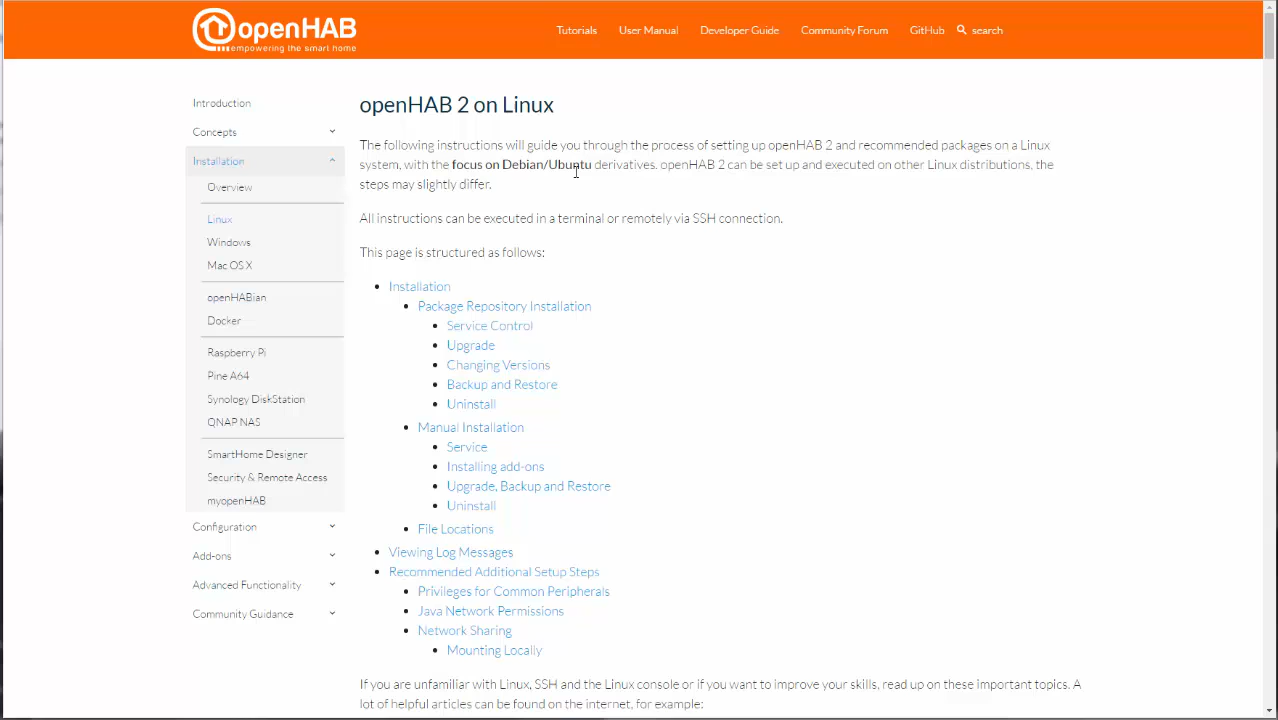 openHAB
empowering the smart home
Tutorials
User Manual
Developer Guide
Community Forum
GitHub
search
Introduction
Concepts
Installation
Overview
Linux
Windows
Mac OS X
openHABian
Docker
Raspberry Pi
Pine A64
Synology DiskStation
QNAP NAS
SmartHome Designer
Security & Remote Access
myopenHAB
Configuration
Add-ons
Advanced Functionality
Community Guidance
openHAB 2 on Linux
The following instructions will guide you through the process of setting up openHAB 2 and recommended packages on a Linux
system, with the focus on Debian/Ubuntu derivatives. openHAB 2 can be set up and executed on other Linux distributions, the
steps may slightly differ.
All instructions can be executed in a terminal or remotely via SSH connection.
This page is structured as follows:
Installation
Package Repository Installation
Service Control
Upgrade
Changing Versions
Backup and Restore
Uninstall
Manual Installation
Service
Installing add-ons
Upgrade, Backup and Restore
Uninstall
File Locations
Viewing Log Messages
Recommended Additional Setup Steps
Privileges for Common Peripherals
Java Network Permissions
Network Sharing
Mounting Locally
If you are unfamiliar with Linux, SSH and the Linux console or if you want to improve your skills, read up on these important topics. A
lot of helpful articles can be found on the internet, for example: